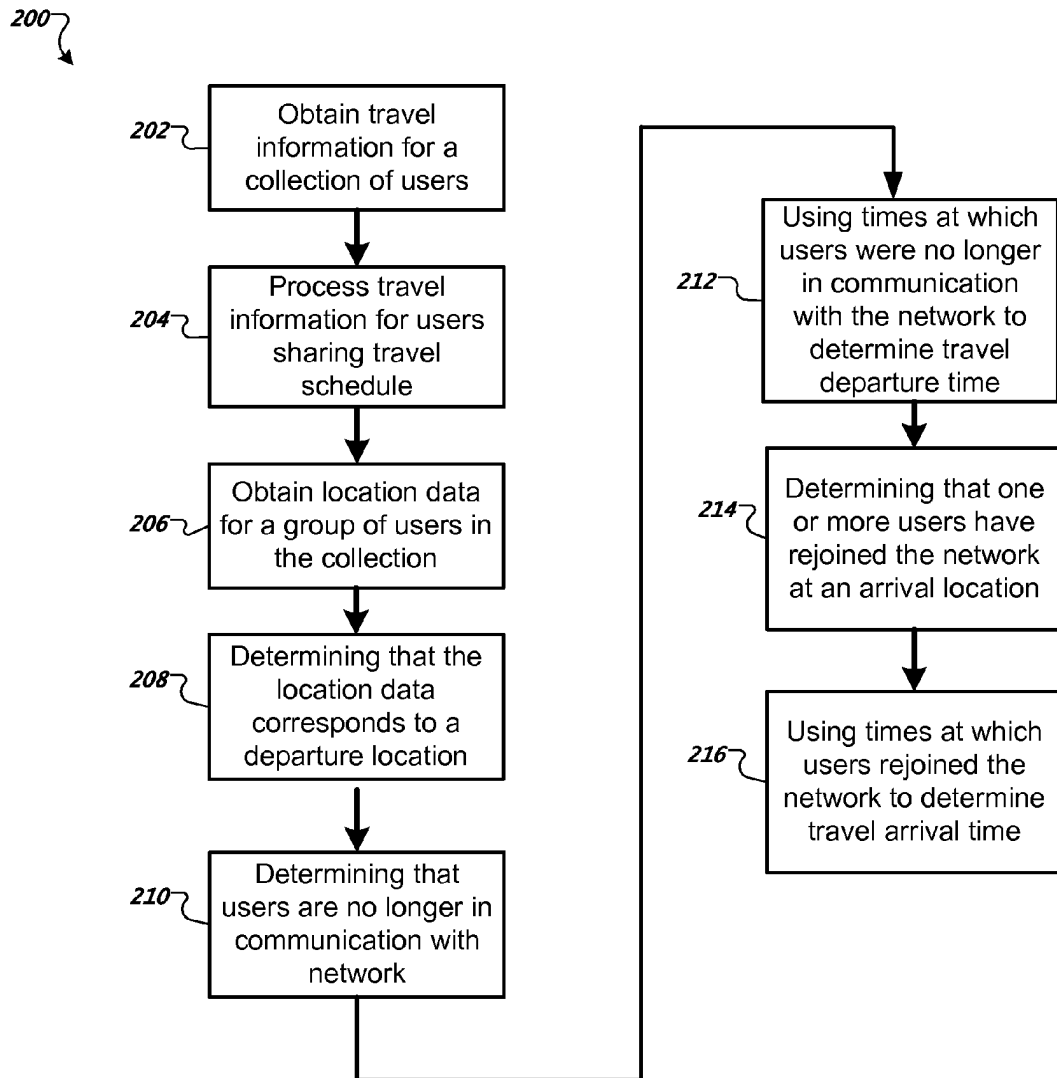 200
202
Obtain travel
information for a
collection of users
204
Process travel
information for users
sharing travel
schedule
206
Obtain location data
for a group of users in
the collection
208
Determining that the
location data
corresponds to a
departure location
210
Determining that
users are no longer in
communication with
network
212
Using times at which
users were no longer
in communication
with the network to
determine travel
departure time
214
Determining that one
or more users have
rejoined the network
at an arrival location
216
Using times at which
users rejoined the
network to determine
travel arrival time